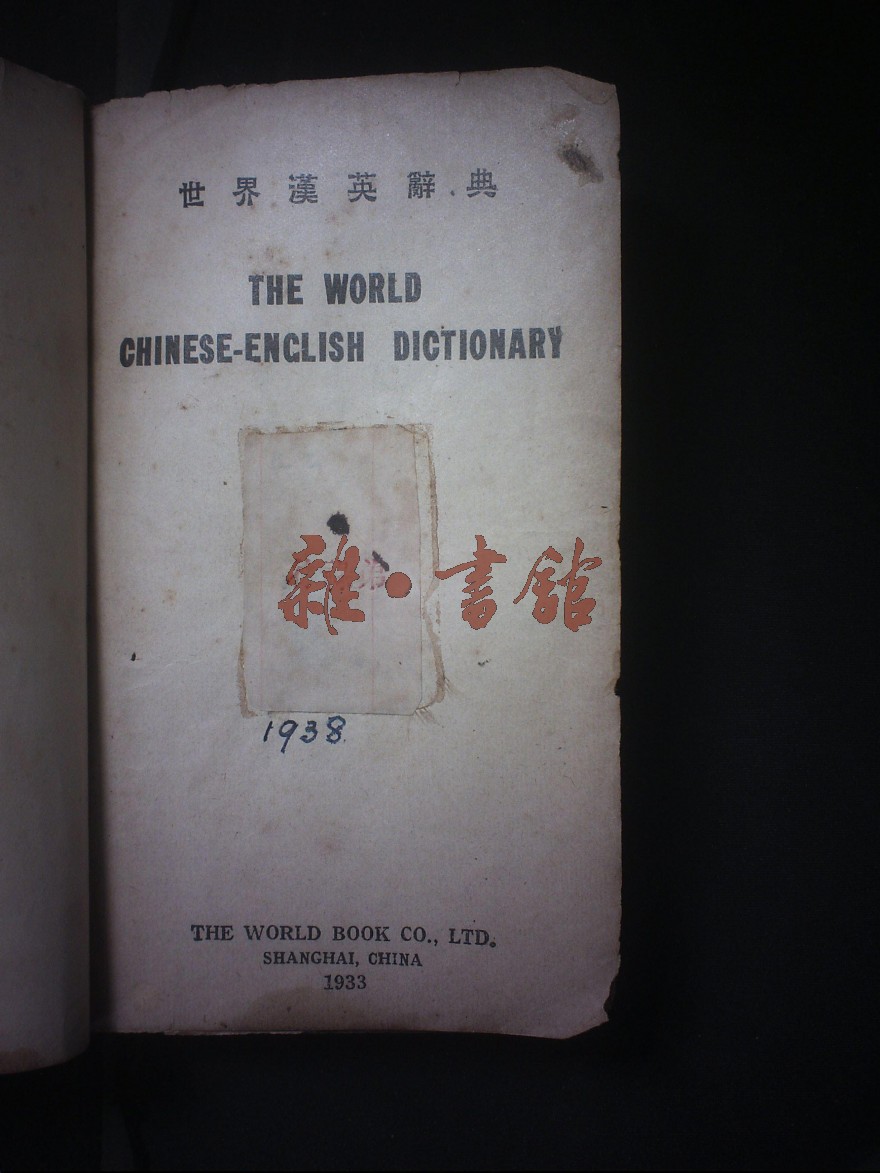 世界漢英辭典
THE WORLD
CHINESE-ENGLISH DICTIONARY
雜·書館
1938
THE WORLD BOOK CO., LTD.
SHANGHAI, CHINA
1933